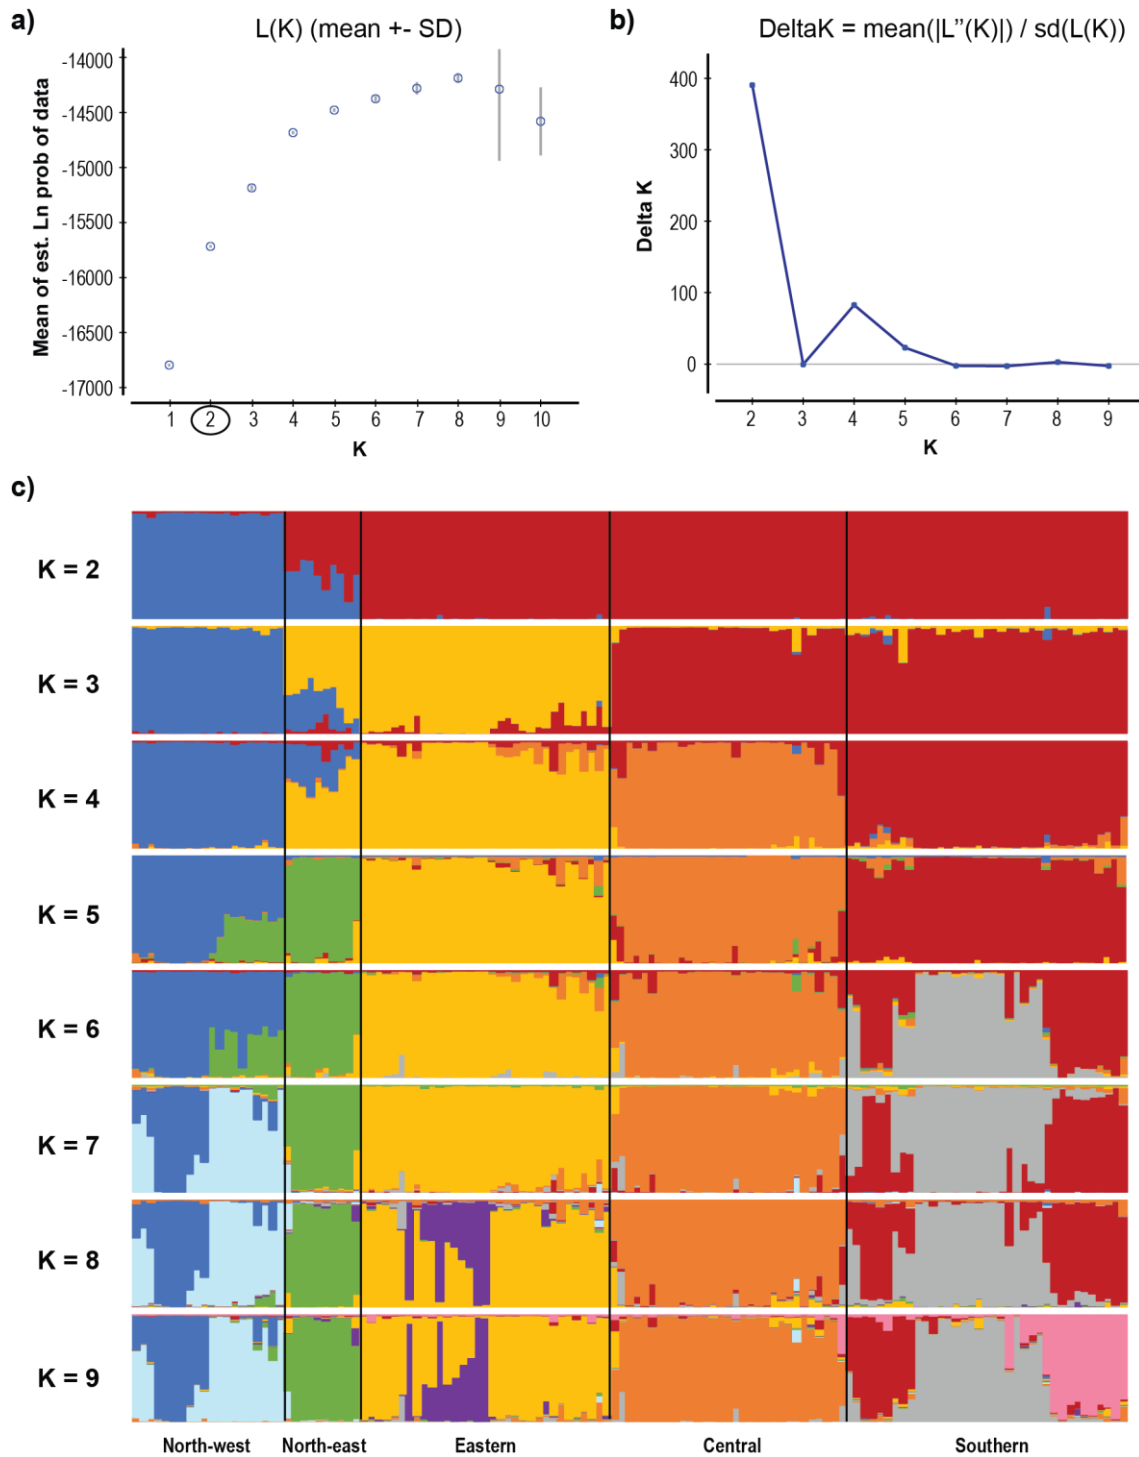 a)
L(K) (mean +- SD)
Mean of est. Ln prob of data
-14000
-14500
-15000
-15500
-16000
-16500
-17000
1 2 3 4 5 6 7 8 9 10
K
b)
DeltaK = mean(|L”(K)|) / sd(L(K))
Delta K
400
300
200
100
0
2 3 4 5 6 7 8 9
K
c)
K = 2
K = 3
K = 4
K = 5
K = 6
K = 7
K = 8
K = 9
North-west North-east Eastern Central Southern